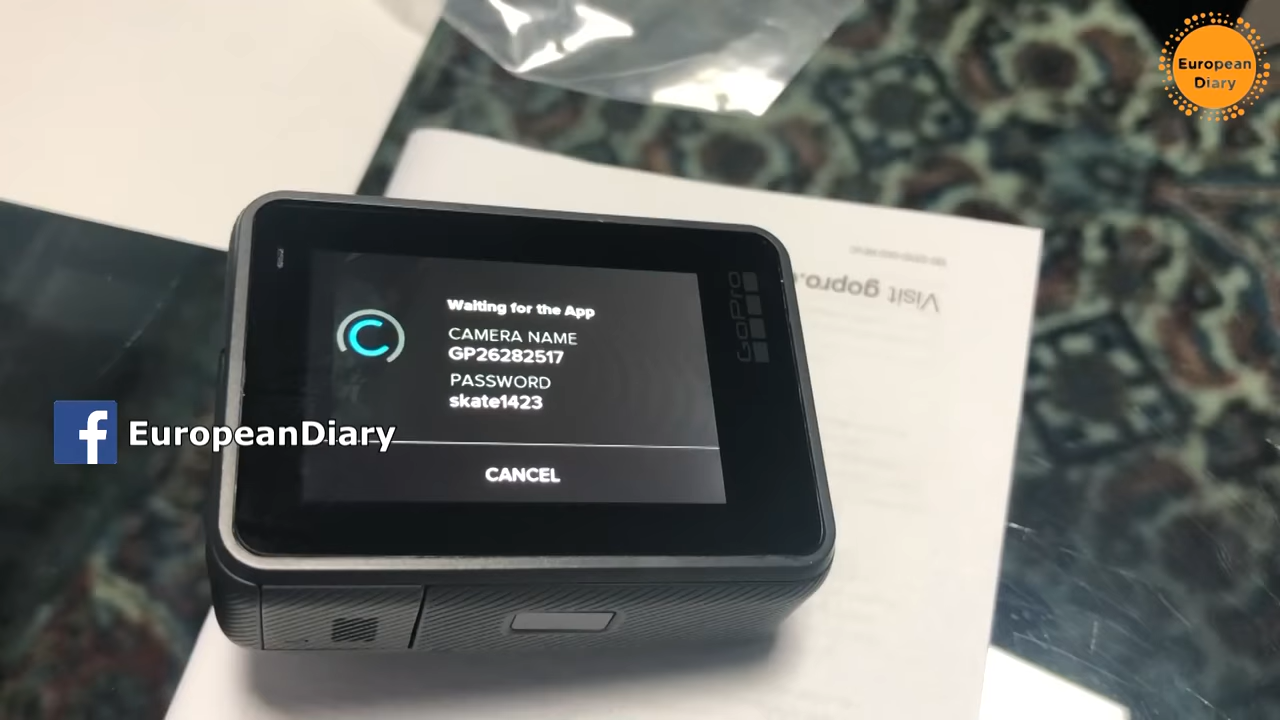 European
Diary
Visit gopro.
GoPro
Waiting for the App
CAMERA NAME
GP26282517
PASSWORD
skate1423
CANCEL
EuropeanDiary